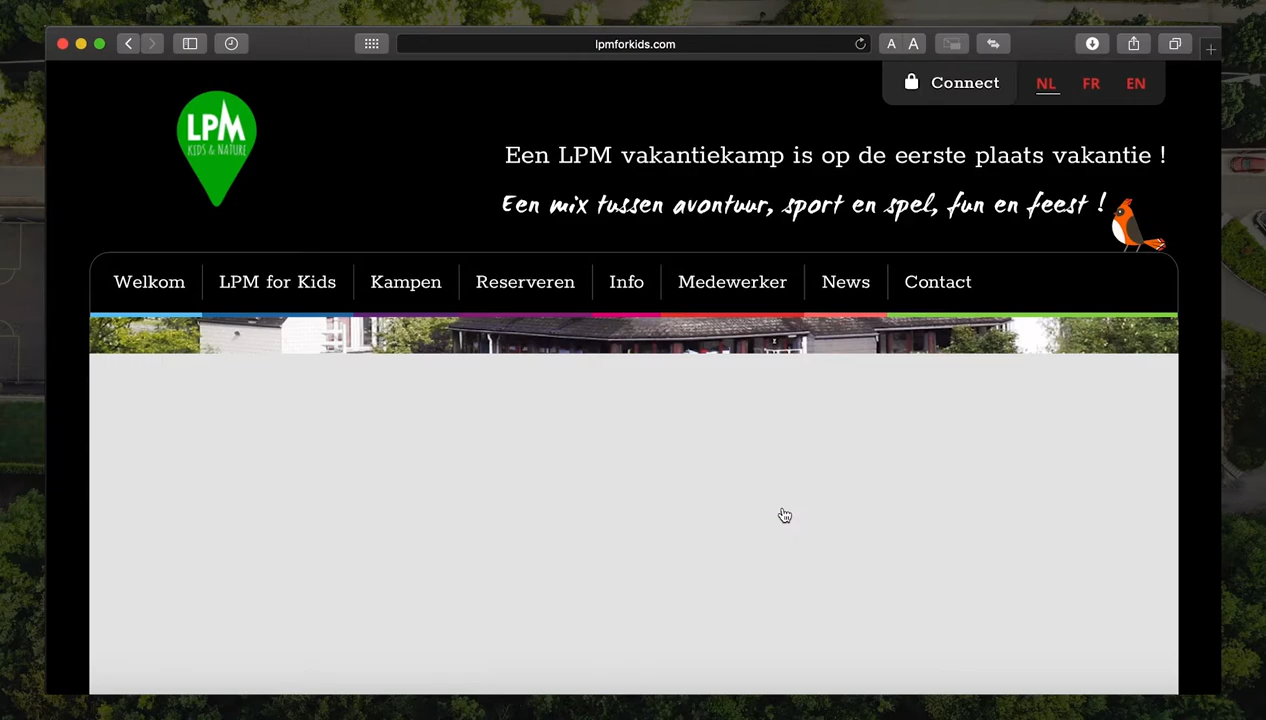 lpmforkids.com
A A
Connect
NL FR EN
LPM
KIDS & NATURE
Een LPM vakantiekamp is op de eerste plaats vakantie !
Een mix tussen avontuur, sport en spel, fun en feest !
Welkom LPM for Kids Kampen Reserveren Info Medewerker News Contact